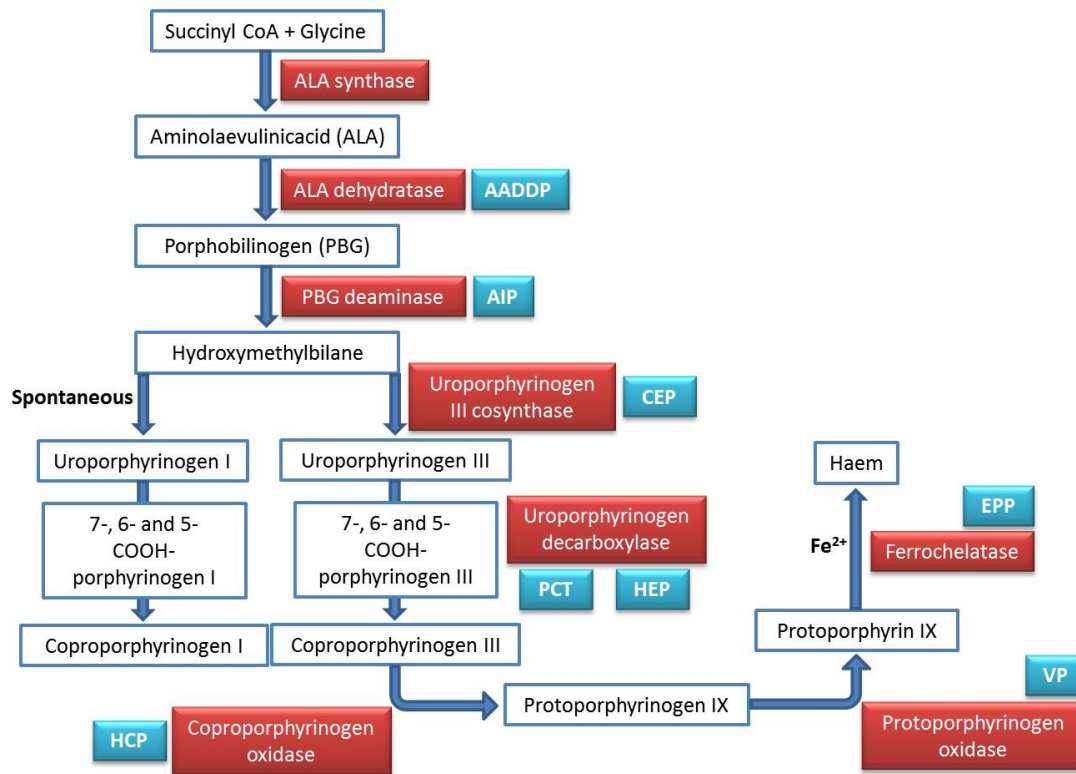 Succinyl CoA + Glycine
ALA synthase
Aminolaevulinicacid (ALA)
ALA dehydratase
AADDP
Porphobilinogen (PBG)
PBG deaminase
AIP
Hydroxymethylbilane
Spontaneous
Uroporphyrinogen
III cosynthase
CEP
Uroporphyrinogen I
Uroporphyrinogen III
7-, 6- and 5-
COOH-
porphyrinogen I
7-, 6- and 5-
COOH-
porphyrinogen III
Uroporphyrinogen
decarboxylase
PCT
HEP
Coproporphyrinogen I
Coproporphyrinogen III
HCP
Coproporphyrinogen
oxidase
Protoporphyrinogen IX
VP
Protoporphyrinogen
oxidase
Protoporphyrin IX
Fe²⁺
EPP
Ferrochelatase
Haem